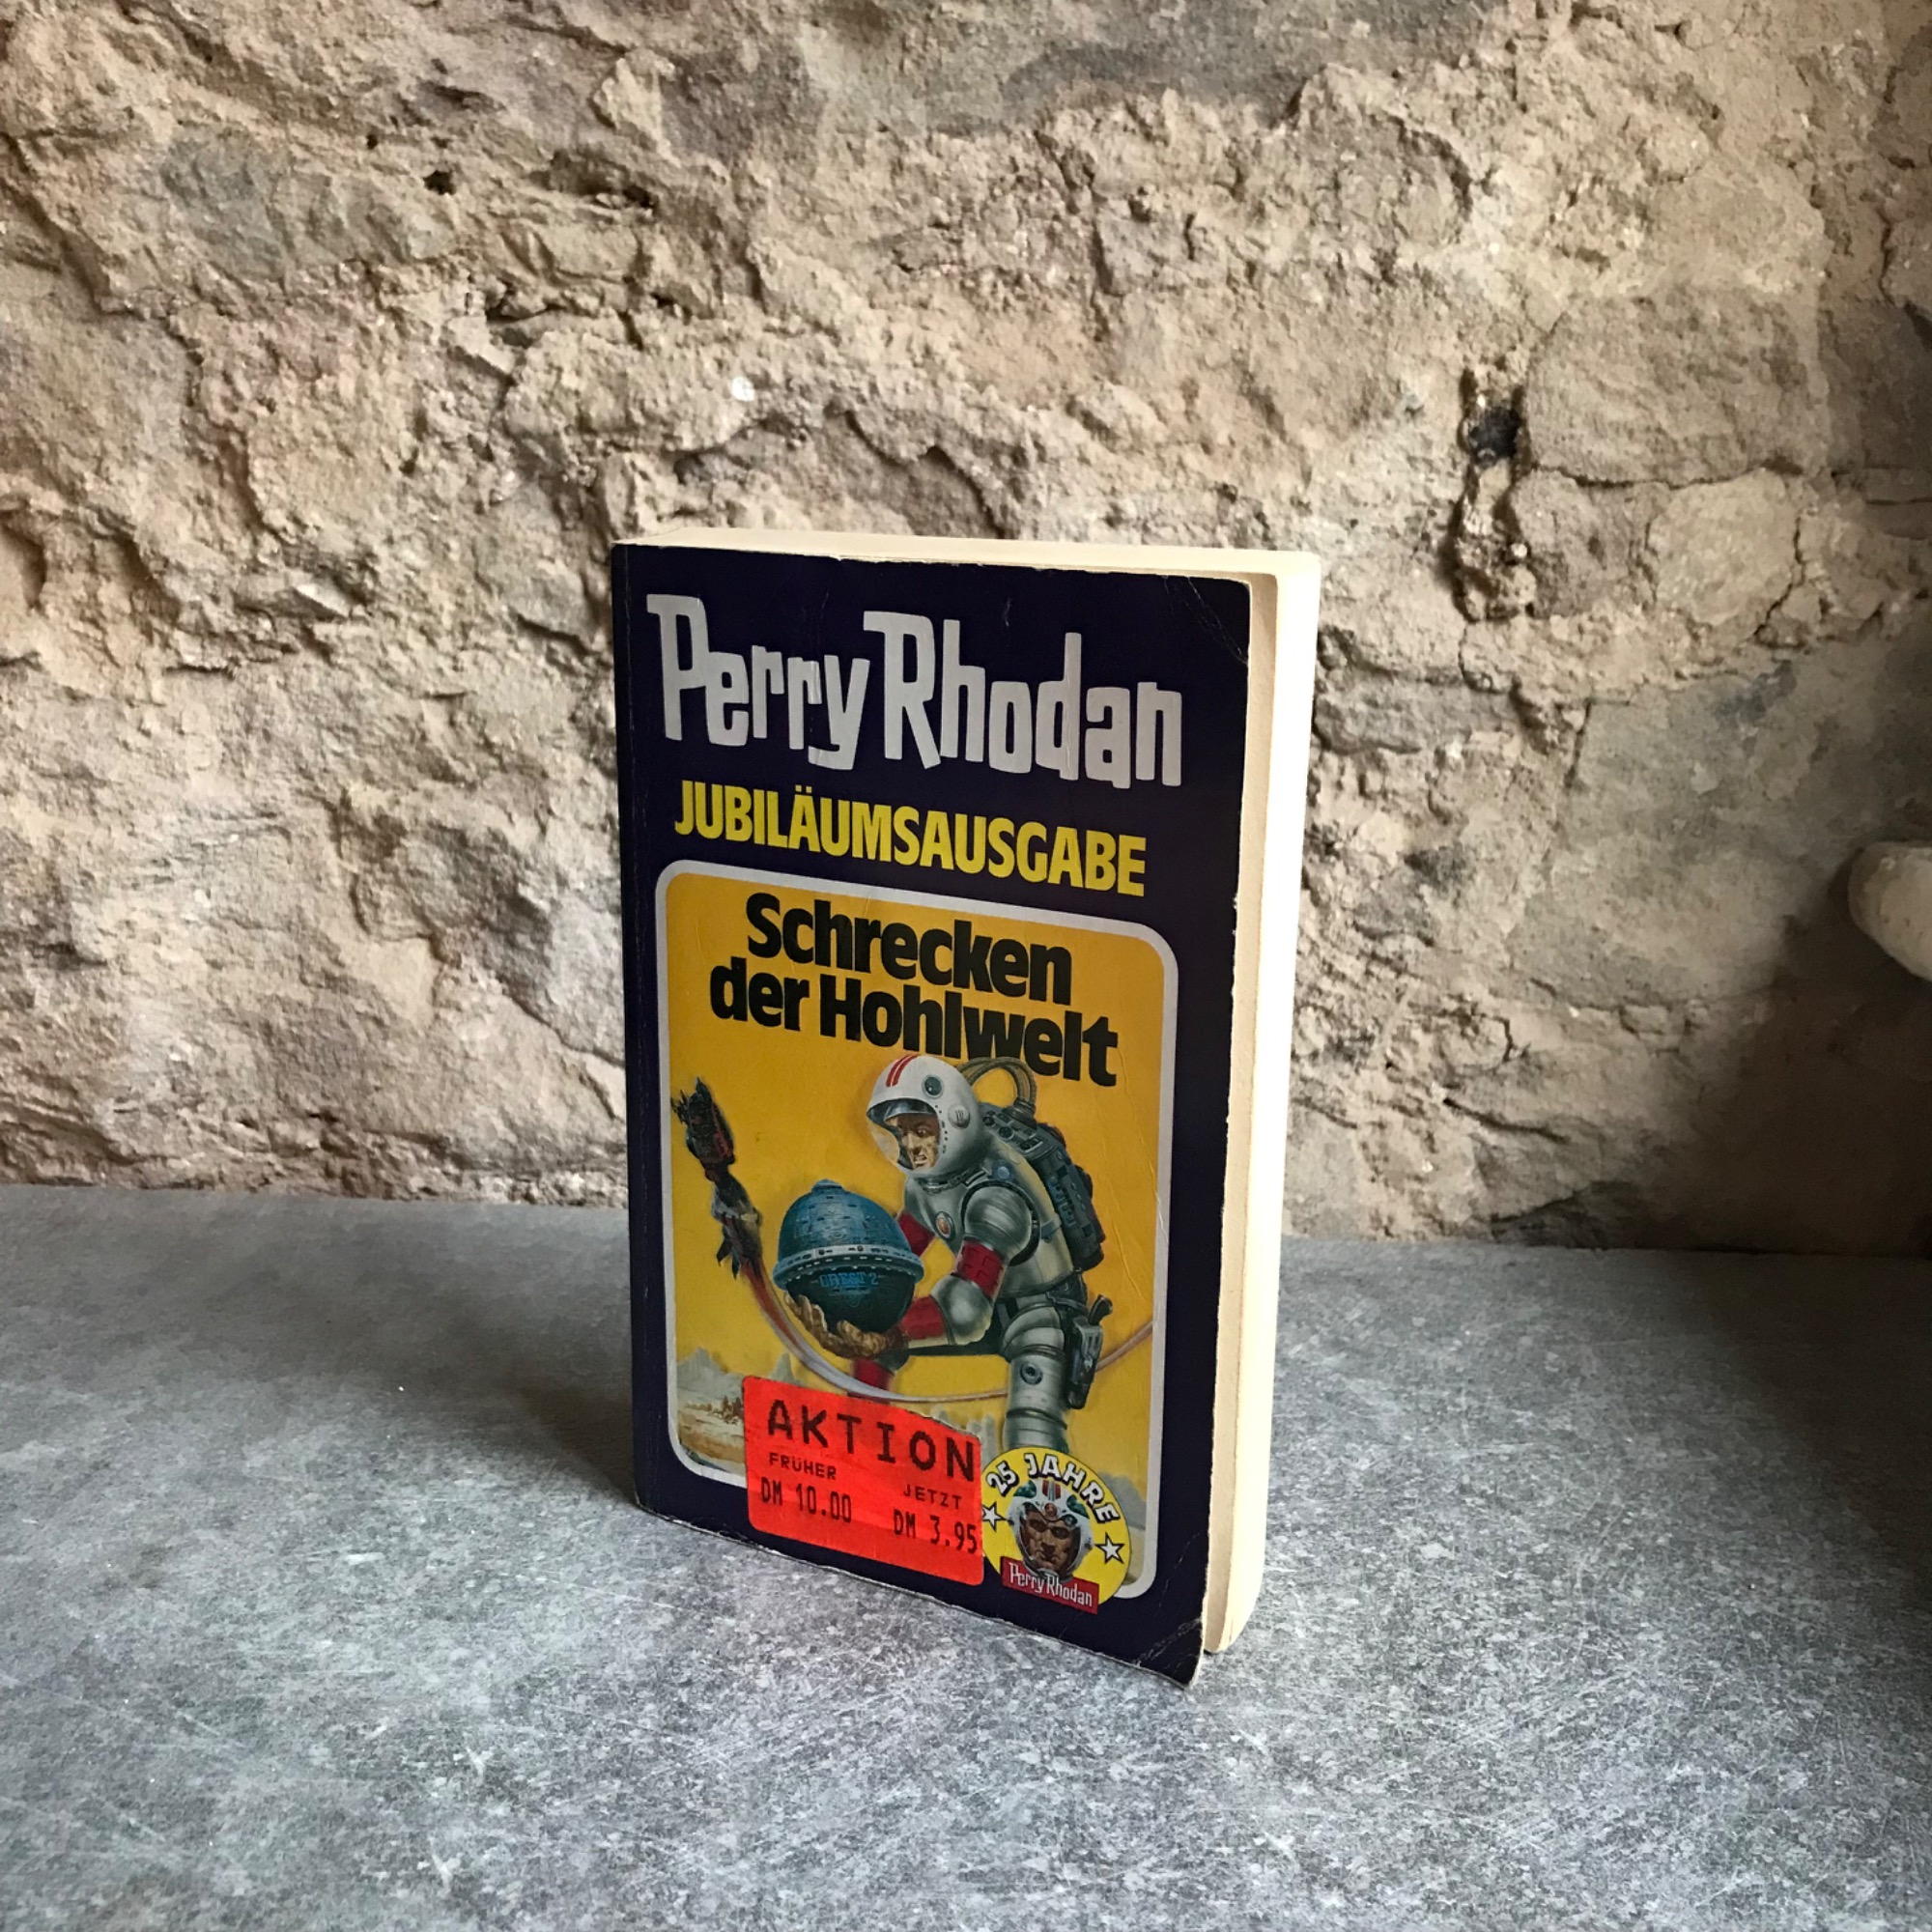 Perry Rhodan
JUBILÄUMSAUSGABE
Schrecken
der Hohlwelt
AKTION
FRÜHER JETZT
DM 10.00 DM 3.95
25 JAHRE
Perry Rhodan